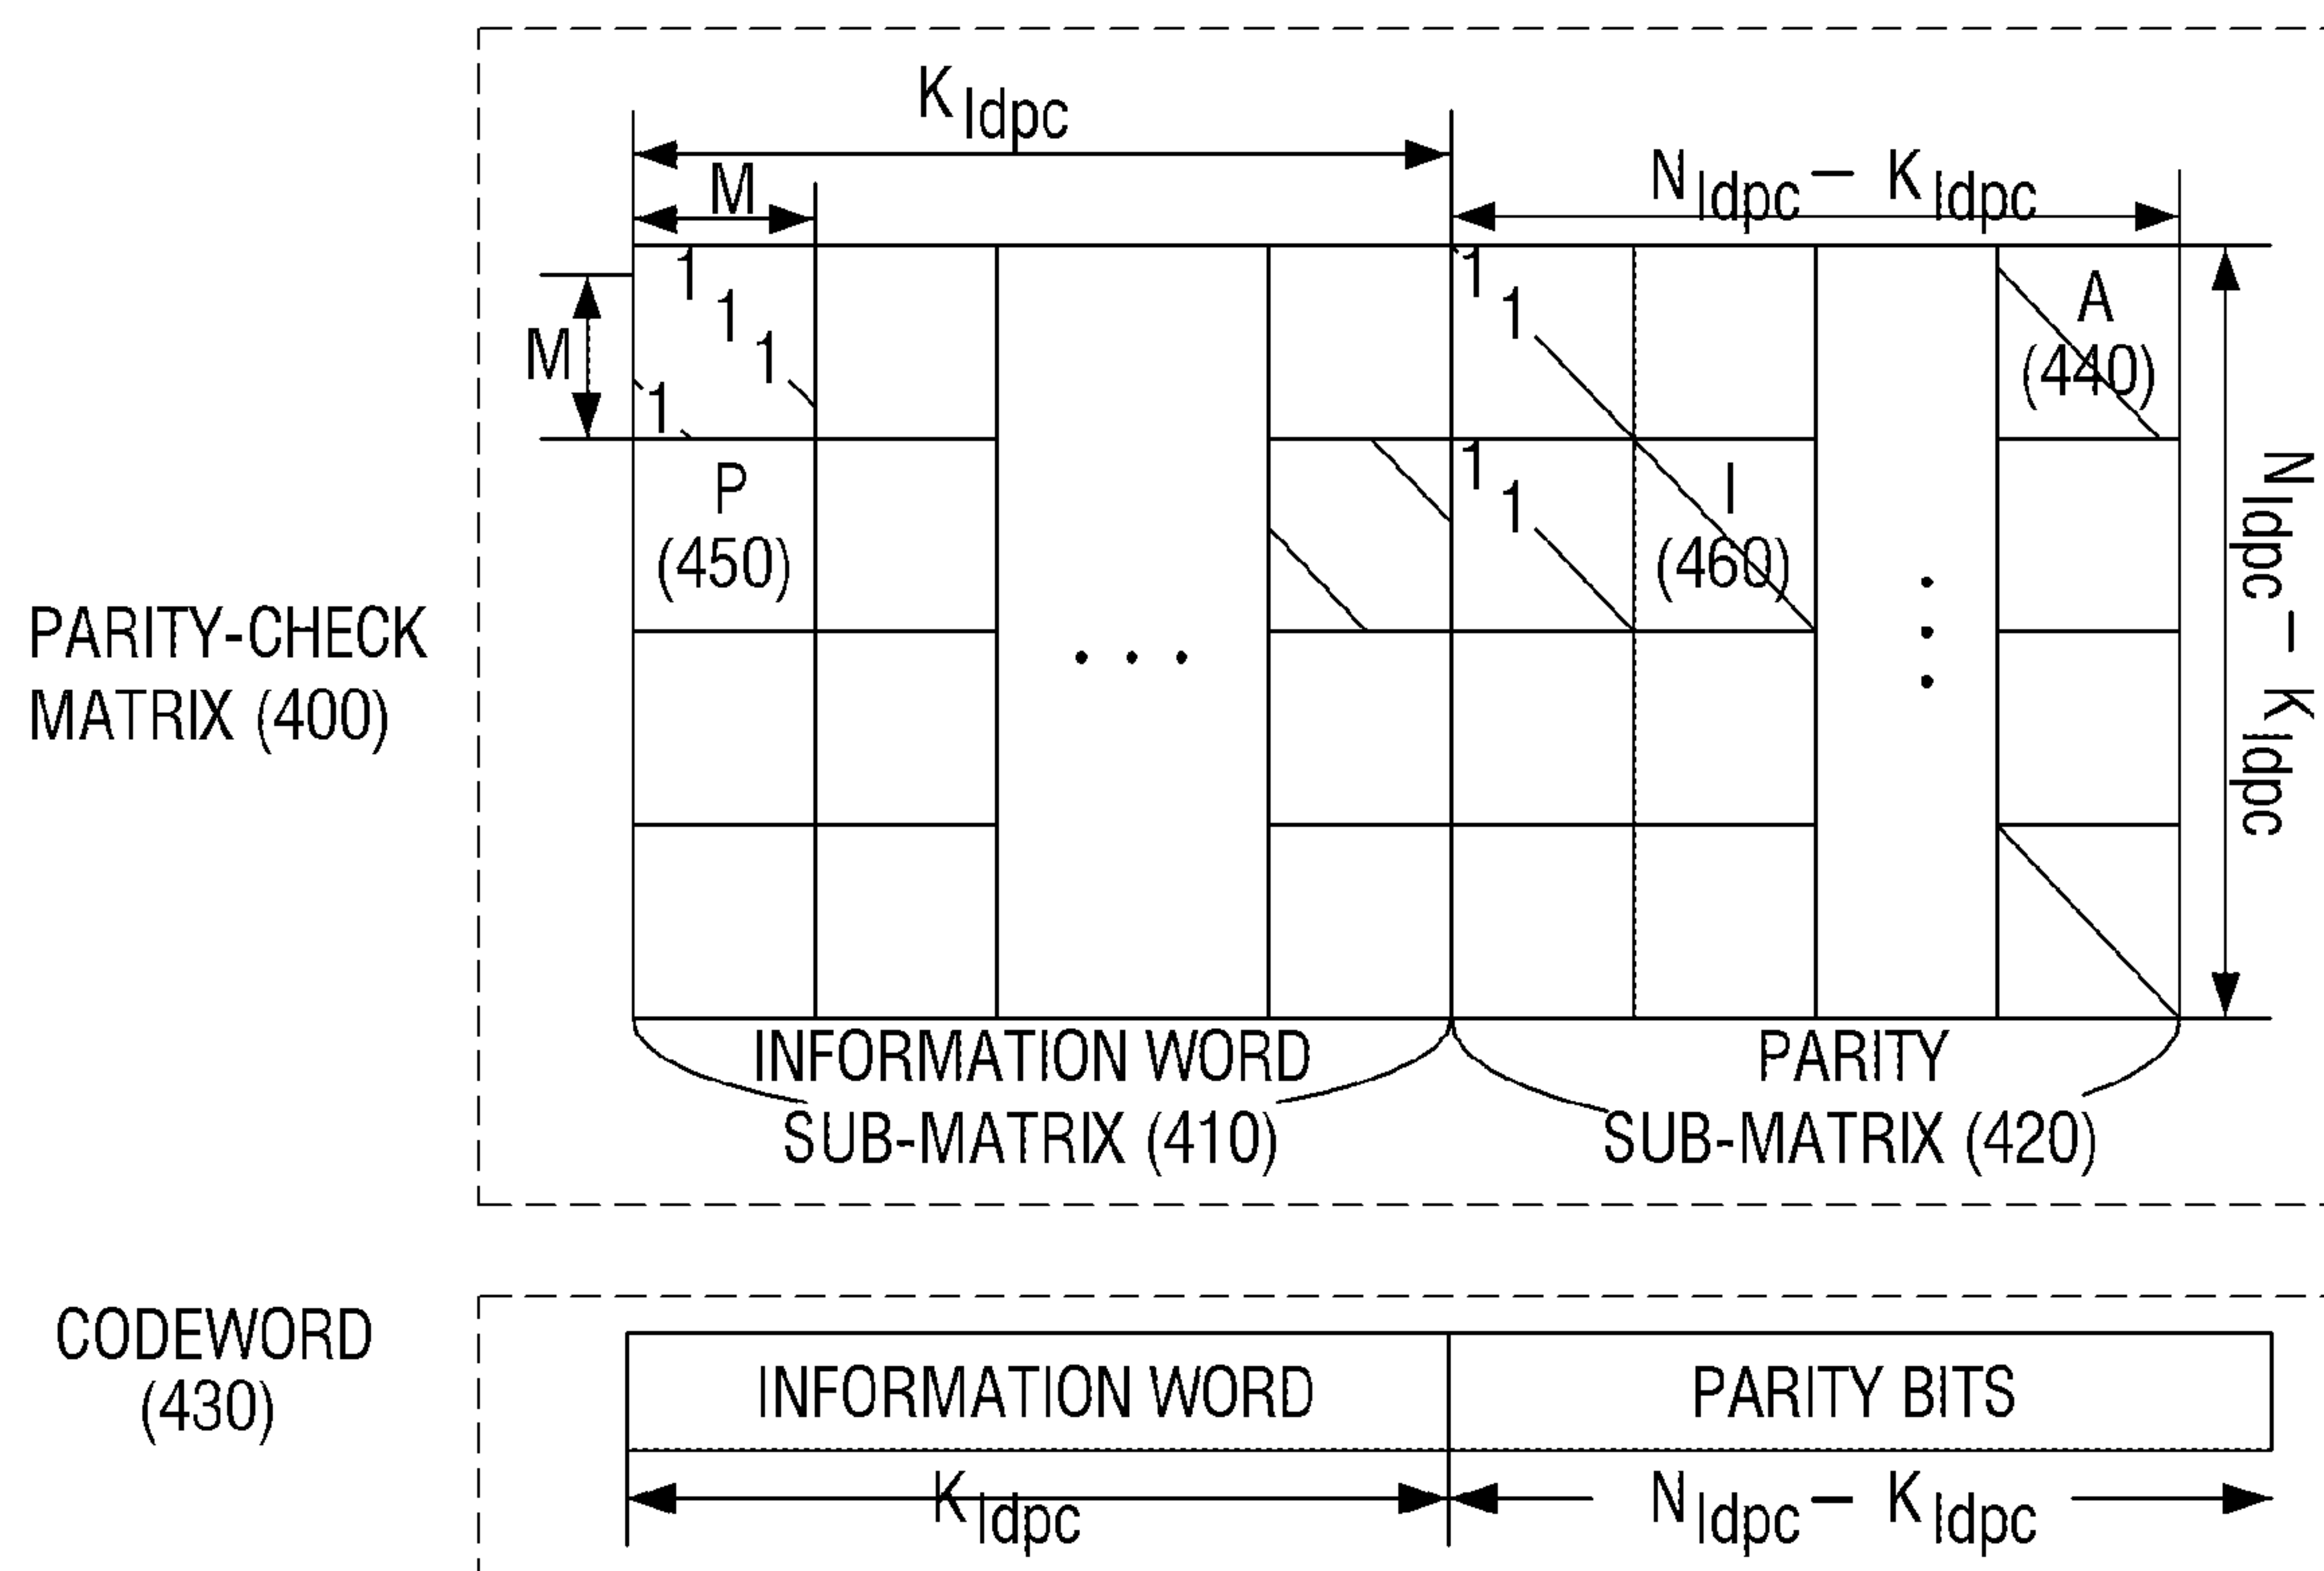 K ldpc
M
N ldpc – K ldpc
1
1
1
1
M
1
1
A
(440)
P
(450)
1
1
I
(460)
N ldpc – K ldpc
PARITY-CHECK
MATRIX (400)
. . .
INFORMATION WORD
SUB-MATRIX (410)
PARITY
SUB-MATRIX (420)
CODEWORD
(430)
INFORMATION WORD
PARITY BITS
K ldpc
N ldpc – K ldpc